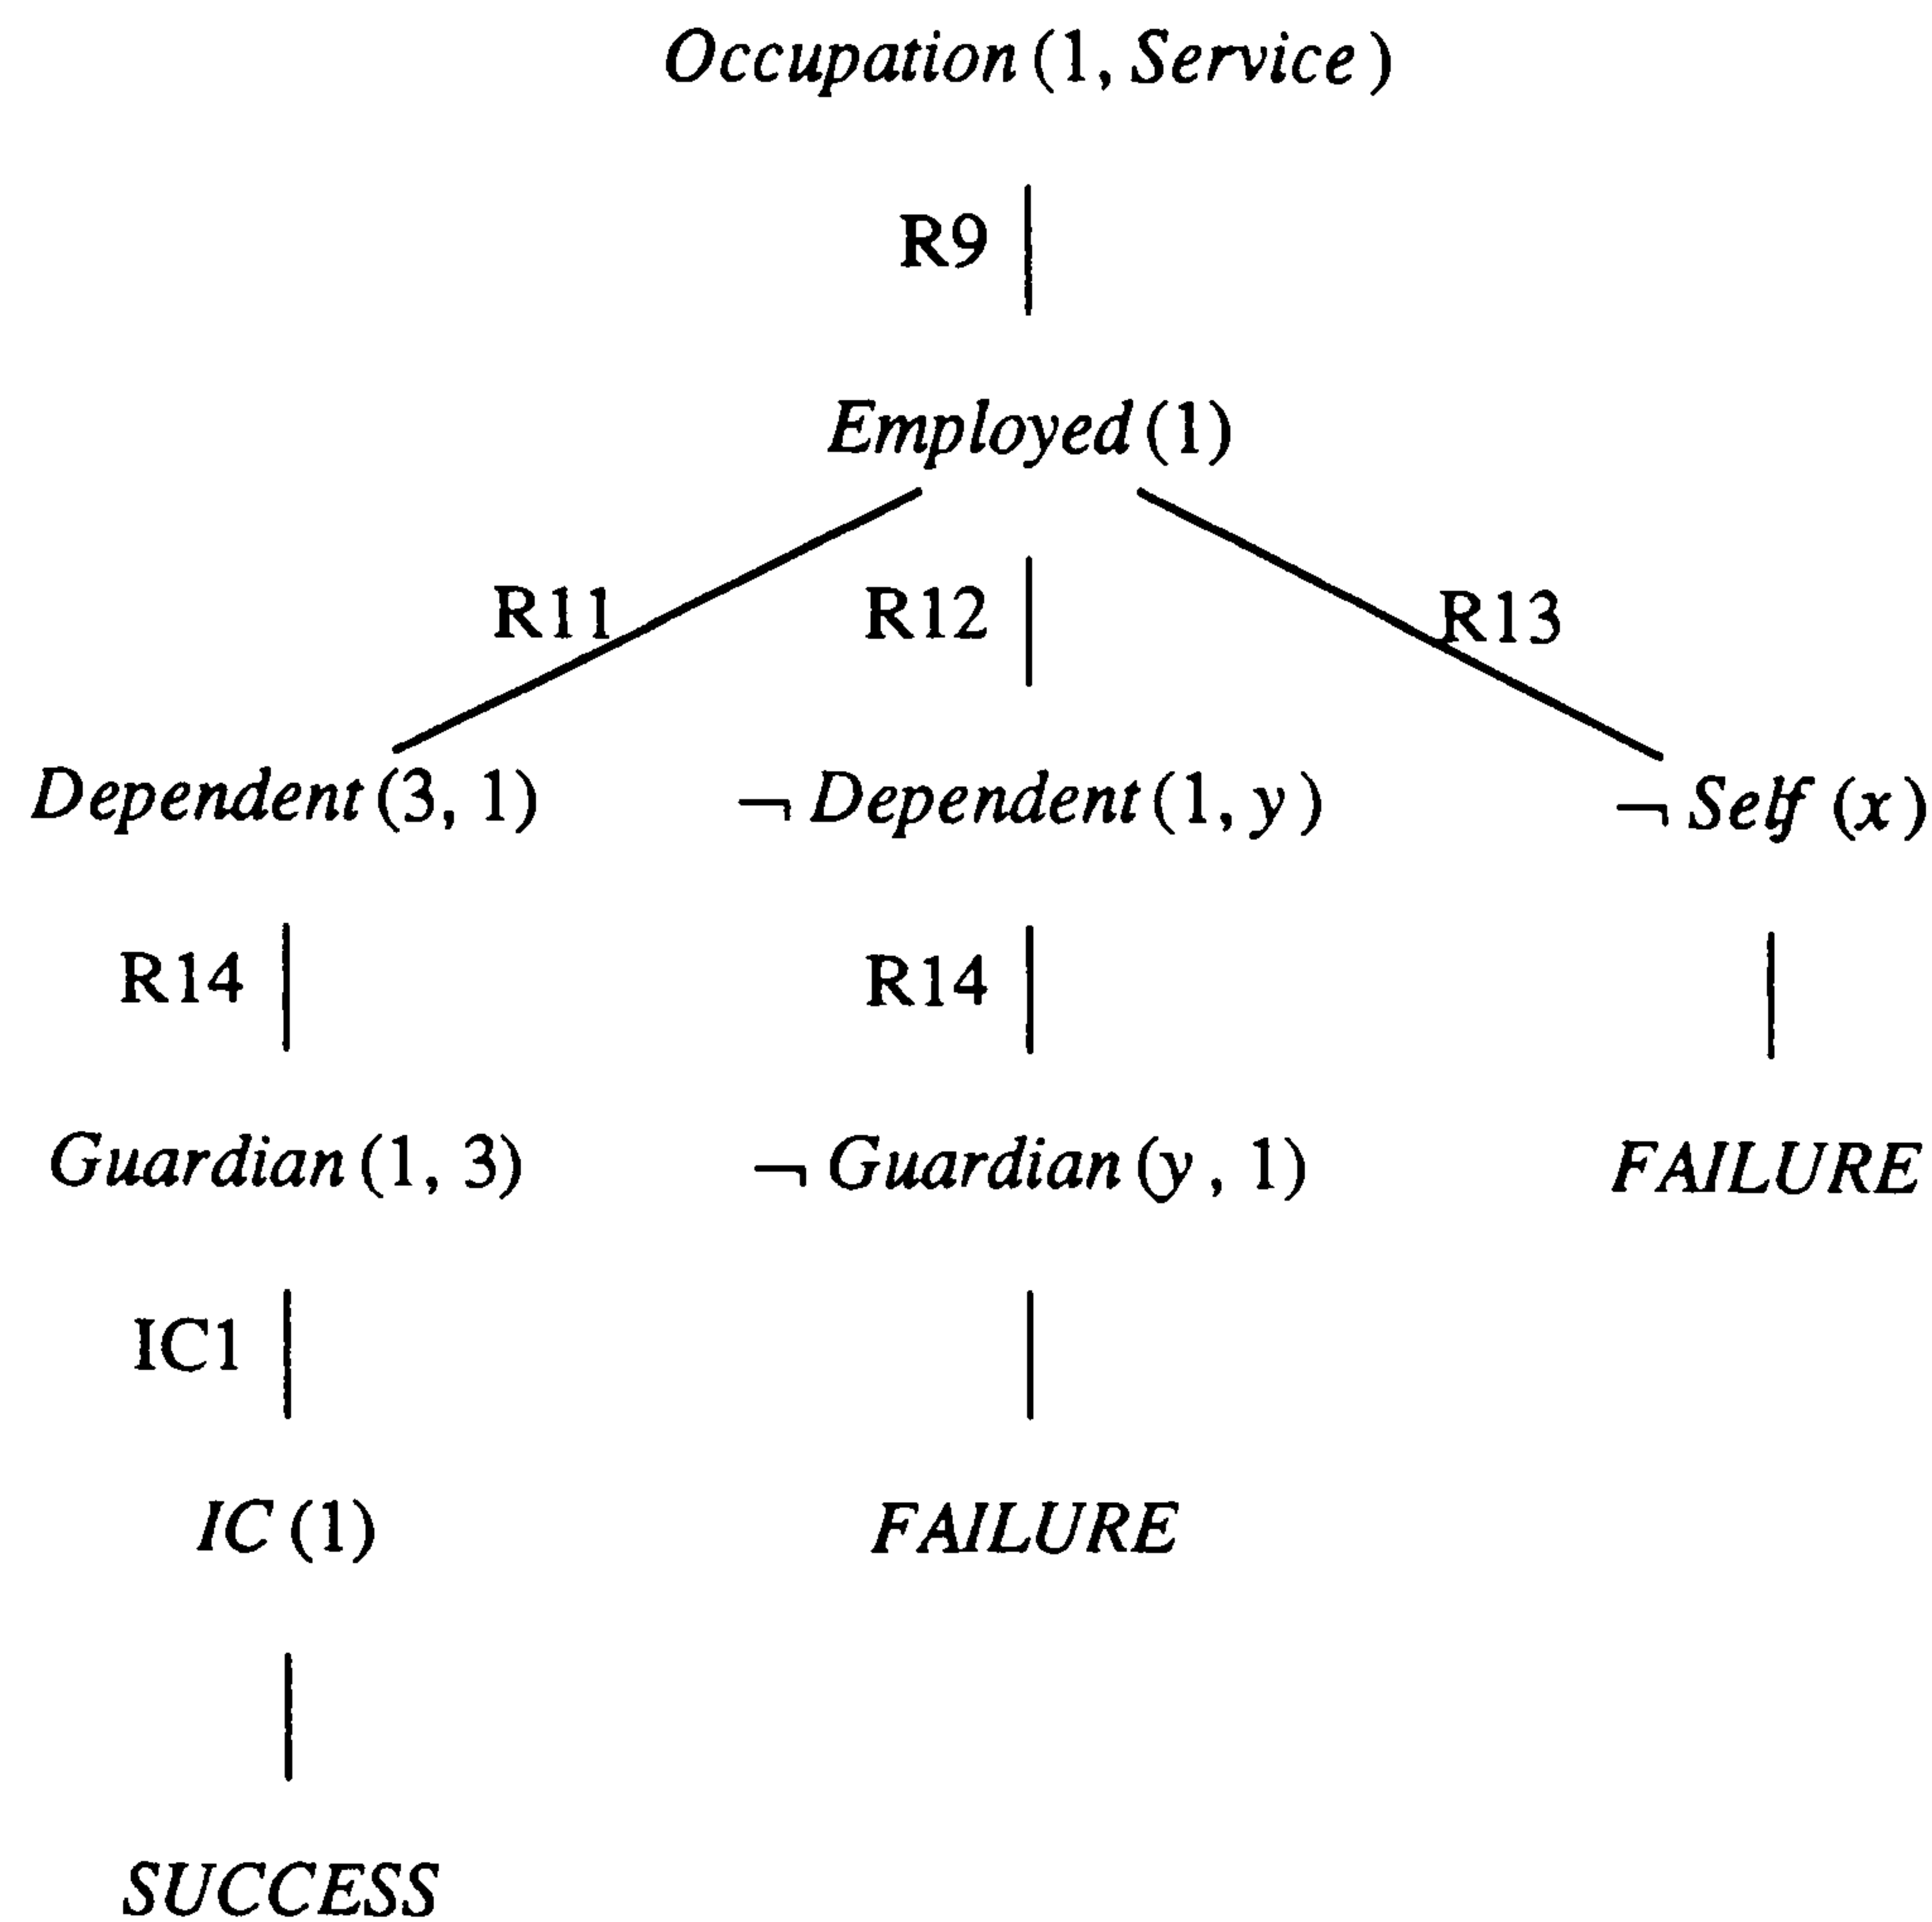 Occupation (1, Service)
R9
Employed (1)
R11 R12 R13
Dependent (3, 1) ¬ Dependent (1, y) ¬ Self (x)
R14 R14
Guardian (1, 3) ¬ Guardian (y, 1) FAILURE
IC1
IC (1) FAILURE
SUCCESS